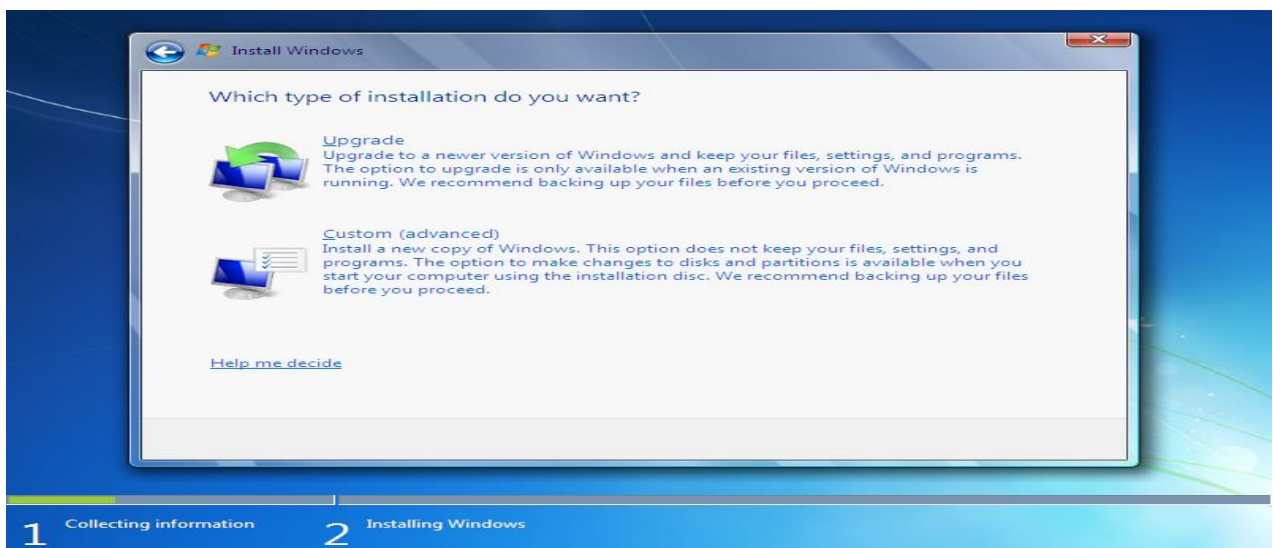 Install Windows
Which type of installation do you want?
Upgrade
Upgrade to a newer version of Windows and keep your files, settings, and programs.
The option to upgrade is only available when an existing version of Windows is
running. We recommend backing up your files before you proceed.
Custom (advanced)
Install a new copy of Windows. This option does not keep your files, settings, and
programs. The option to make changes to disks and partitions is available when you
start your computer using the installation disc. We recommend backing up your files
before you proceed.
Help me decide
1 Collecting information 2 Installing Windows